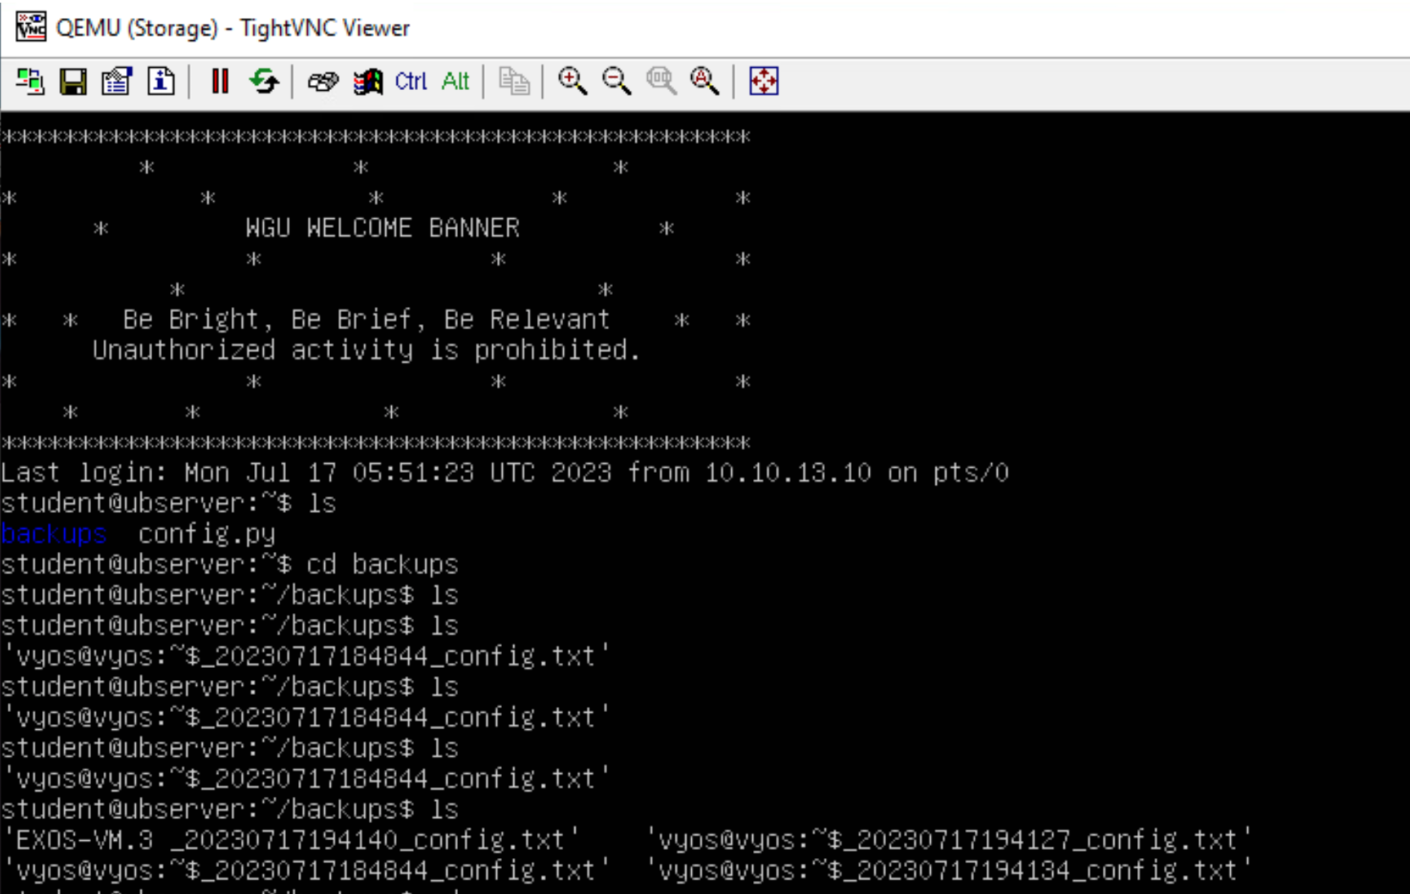 QEMU (Storage) - TightVNC Viewer
Ctrl Alt
*************************************************
* * *
* * * * *
* WGU WELCOME BANNER *
* * * *
* *
* * Be Bright, Be Brief, Be Relevant * *
Unauthorized activity is prohibited.
* * * *
* * * *
*************************************************
Last login: Mon Jul 17 05:51:23 UTC 2023 from 10.10.13.10 on pts/0
student@ubserver:~$ ls
backups config.py
student@ubserver:~$ cd backups
student@ubserver:~/backups$ ls
student@ubserver:~/backups$ ls
'vyos@vyos:~$_20230717184844_config.txt'
student@ubserver:~/backups$ ls
'vyos@vyos:~$_20230717184844_config.txt'
student@ubserver:~/backups$ ls
'vyos@vyos:~$_20230717184844_config.txt'
student@ubserver:~/backups$ ls
'EXOS-VM.3 _20230717194140_config.txt' 'vyos@vyos:~$_20230717194127_config.txt'
'vyos@vyos:~$_20230717184844_config.txt' 'vyos@vyos:~$_20230717194134_config.txt'